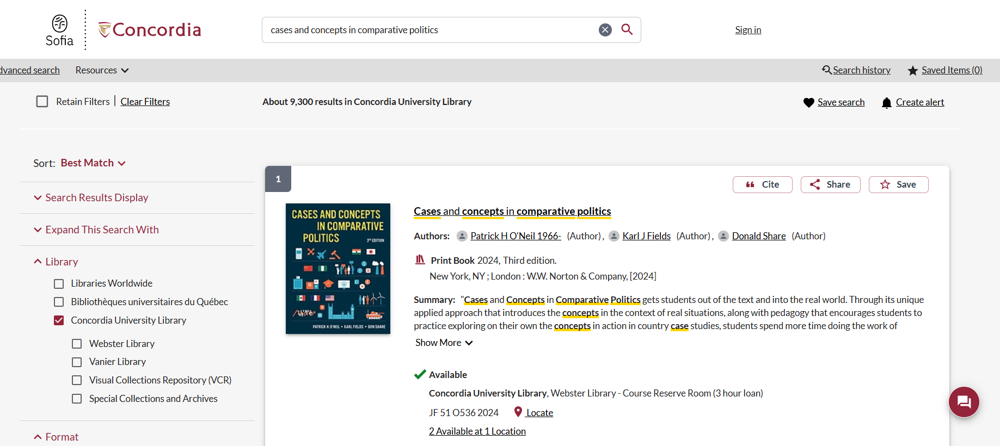 Sofia
Concordia
cases and concepts in comparative politics
Sign in
dvanced search
Resources
Search history
Saved Items (0)
Retain Filters
Clear Filters
About 9,300 results in Concordia University Library
Save search
Create alert
Sort: Best Match
Search Results Display
Expand This Search With
Library
Libraries Worldwide
Bibliothèques universitaires du Québec
Concordia University Library
Webster Library
Vanier Library
Visual Collections Repository (VCR)
Special Collections and Archives
Format
1
Cite
Share
Save
CASES AND CONCEPTS
IN COMPARATIVE
POLITICS
3RD EDITION
PATRICK H. O'NEIL • KARL FIELDS • DON SHARE
Cases and concepts in comparative politics
Authors: Patrick H O'Neil 1966- (Author), Karl J Fields (Author), Donald Share (Author)
Print Book 2024, Third edition.
New York, NY ; London : W.W. Norton & Company, [2024]
Summary: "Cases and Concepts in Comparative Politics gets students out of the text and into the real world. Through its unique
applied approach that introduces the concepts in the context of real situations, along with pedagogy that encourages students to
practice exploring on their own the concepts in action in country case studies, students spend more time doing the work of
Show More
Available
Concordia University Library, Webster Library - Course Reserve Room (3 hour loan)
JF 51 O536 2024
Locate
2 Available at 1 Location